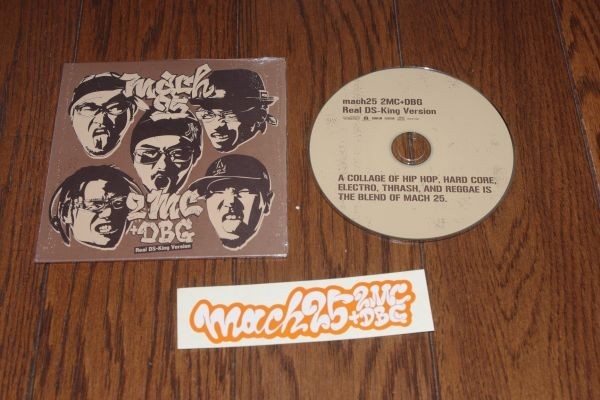 mach
25
2MC
+DBG
Real DS-King Version
mach25 2MC+DBG
Real DS-King Version
A COLLAGE OF HIP HOP, HARD CORE,
ELECTRO, THRASH, AND REGGAE IS
THE BLEND OF MACH 25.
mach25 2MC
+DBG